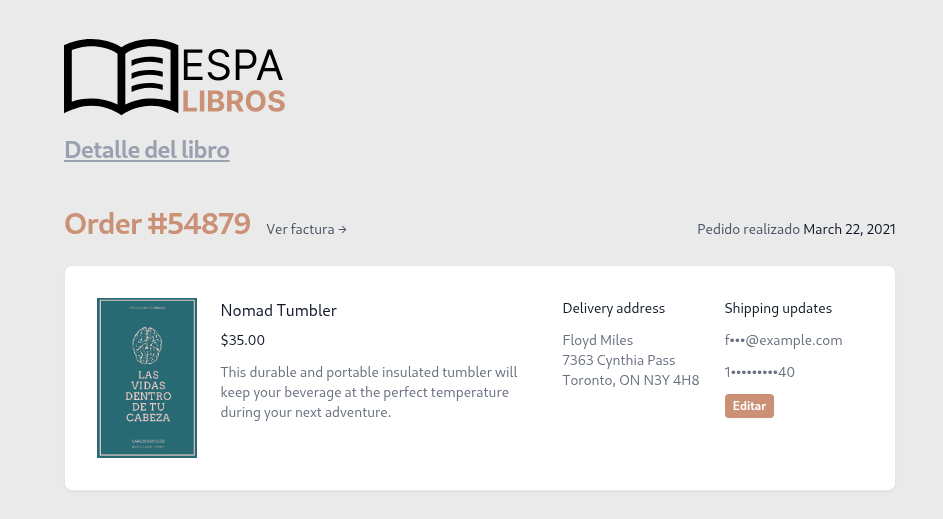 ESPA
LIBROS
Detalle del libro
Order #54879
Ver factura →
Pedido realizado March 22, 2021
LAS
VIDAS
DENTRO
DE TU
CABEZA
Nomad Tumbler
$35.00
This durable and portable insulated tumbler will
keep your beverage at the perfect temperature
during your next adventure.
Delivery address
Floyd Miles
7363 Cynthia Pass
Toronto, ON N3Y 4H8
Shipping updates
f•••@example.com
1•••••••••40
Editar